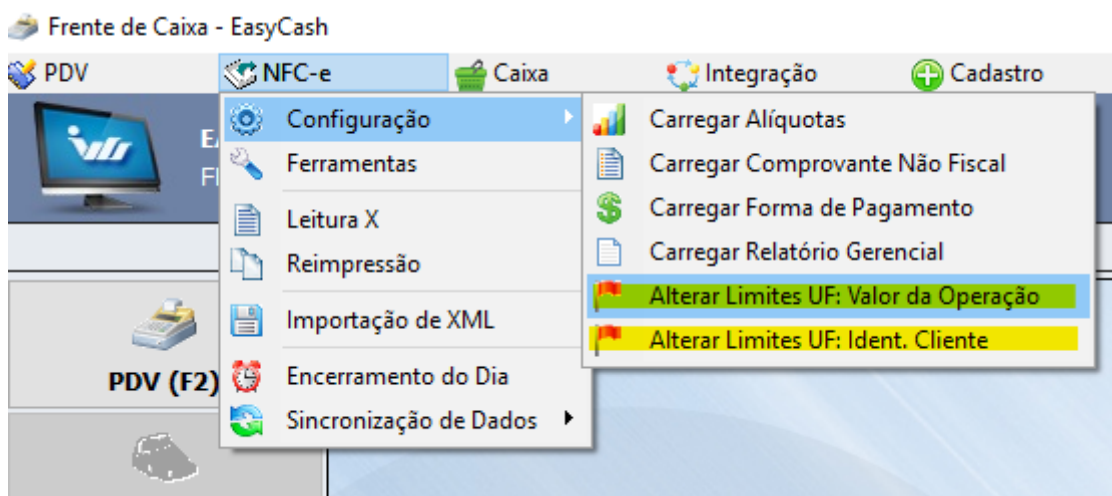 Frente de Caixa - EasyCash
PDV NFC-e Caixa Integração Cadastro
Configuração
Ferramentas
Leitura X
Reimpressão
Importação de XML
Encerramento do Dia
Sincronização de Dados
Carregar Alíquotas
Carregar Comprovante Não Fiscal
Carregar Forma de Pagamento
Carregar Relatório Gerencial
Alterar Limites UF: Valor da Operação
Alterar Limites UF: Ident. Cliente
PDV (F2)